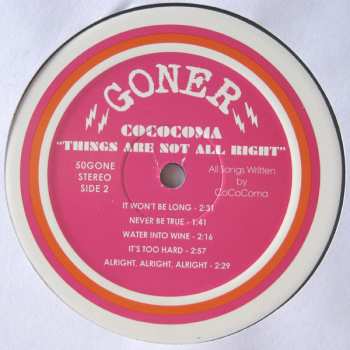 GONER
COCOCOMA
"THINGS ARE NOT ALL RIGHT"
50GONE
STEREO
SIDE 2
All Songs Written
by
CoCoComa
IT WON'T BE LONG - 2:31
NEVER BE TRUE - 1:41
WATER INTO WINE - 2:16
IT'S TOO HARD - 2:57
ALRIGHT, ALRIGHT, ALRIGHT - 2:29